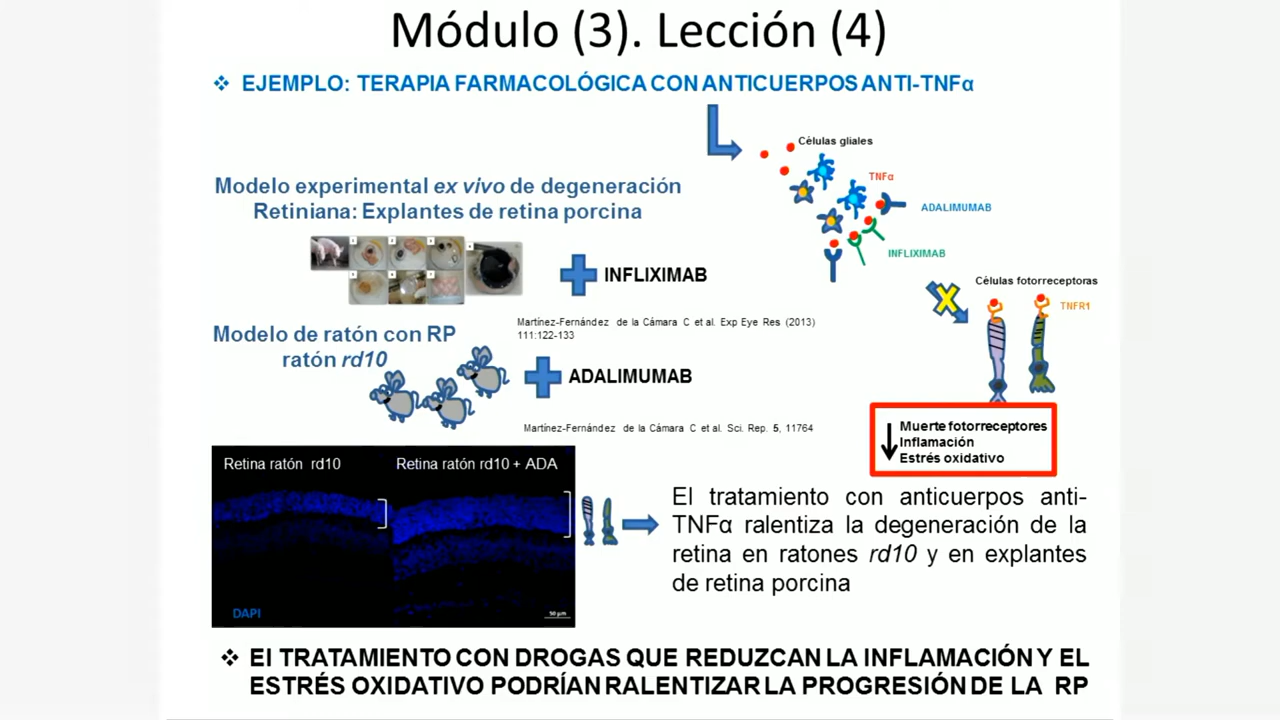 Módulo (3). Lección (4)
❖ EJEMPLO: TERAPIA FARMACOLÓGICA CON ANTICUERPOS ANTI-TNFα
Células gliales
TNFα
ADALIMUMAB
INFLIXIMAB
Modelo experimental ex vivo de degeneración
Retiniana: Explantes de retina porcina
INFLIXIMAB
Células fotorreceptoras
TNFR1
Martínez-Fernández de la Cámara C et al. Exp Eye Res (2013)
111:122-133
Modelo de ratón con RP
ratón rd10
ADALIMUMAB
Martínez-Fernández de la Cámara C et al. Sci. Rep. 5, 11764
Muerte fotorreceptores
Inflamación
Estrés oxidativo
Retina ratón rd10
Retina ratón rd10 + ADA
DAPI
50 µm
El tratamiento con anticuerpos anti-
TNFα ralentiza la degeneración de la
retina en ratones rd10 y en explantes
de retina porcina
❖ El TRATAMIENTO CON DROGAS QUE REDUZCAN LA INFLAMACIÓN Y EL
ESTRÉS OXIDATIVO PODRÍAN RALENTIZAR LA PROGRESIÓN DE LA RP